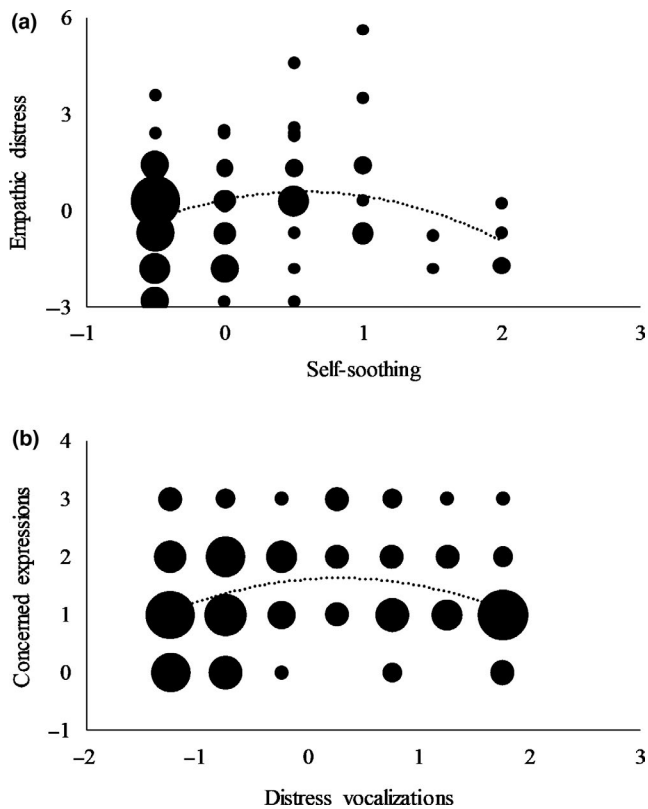 (a)
6
3
0
−3
Empathic distress
−1 0 1 2 3
Self-soothing
(b)
4
3
2
1
0
−1
Concerned expressions
−2 −1 0 1 2 3
Distress vocalizations